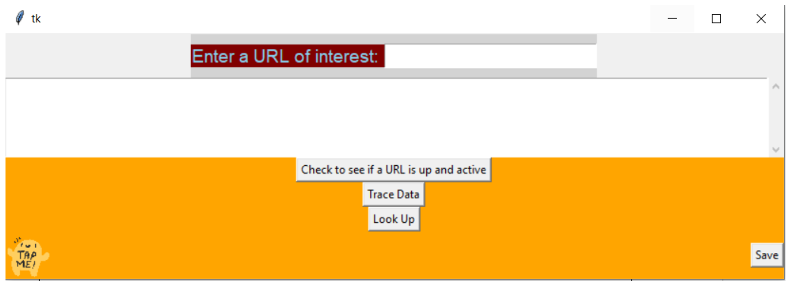 tk
Enter a URL of interest:
Check to see if a URL is up and active
Trace Data
Look Up
TAP
ME!
Save